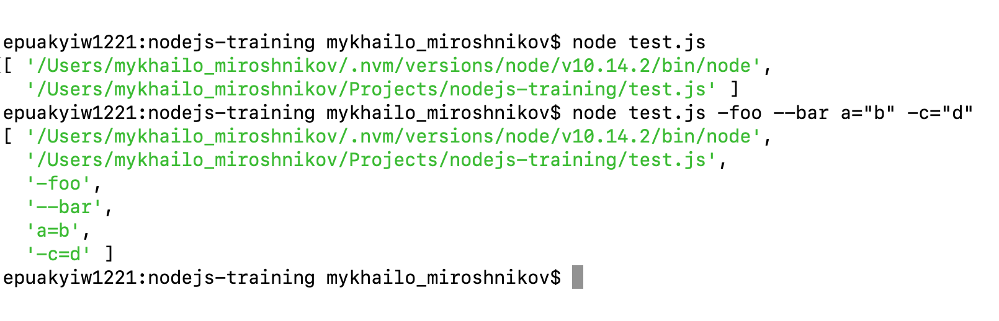 epuakyiw1221:nodejs-training mykhailo_miroshnikov$ node test.js
[ '/Users/mykhailo_miroshnikov/.nvm/versions/node/v10.14.2/bin/node',
  '/Users/mykhailo_miroshnikov/Projects/nodejs-training/test.js' ]
epuakyiw1221:nodejs-training mykhailo_miroshnikov$ node test.js -foo --bar a="b" -c="d"
[ '/Users/mykhailo_miroshnikov/.nvm/versions/node/v10.14.2/bin/node',
  '/Users/mykhailo_miroshnikov/Projects/nodejs-training/test.js',
  '-foo',
  '--bar',
  'a=b',
  '-c=d' ]
epuakyiw1221:nodejs-training mykhailo_miroshnikov$